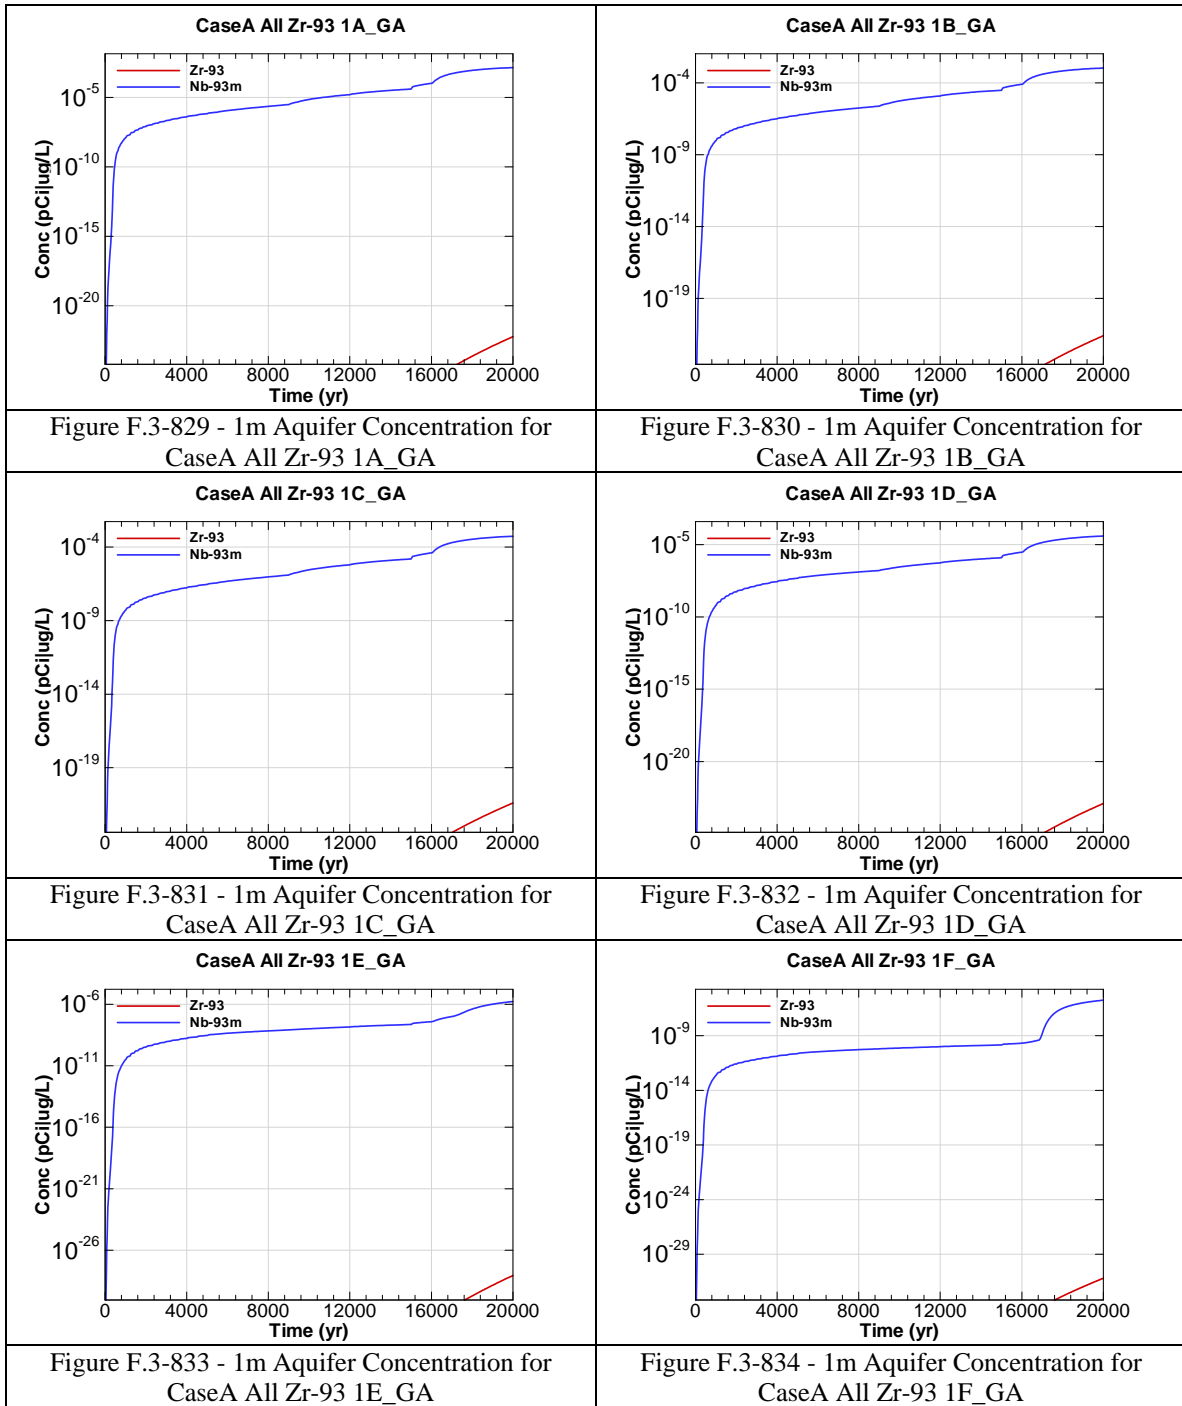 CaseA All Zr-93 1A_GA
Zr-93
Nb-93m
10-5
10-10
10-15
10-20
Conc (pCi|ug/L)
0 4000 8000 12000 16000 20000
Time (yr)
Figure F.3-829 - 1m Aquifer Concentration for
CaseA All Zr-93 1A_GA
CaseA All Zr-93 1B_GA
Zr-93
Nb-93m
10-4
10-9
10-14
10-19
Conc (pCi|ug/L)
0 4000 8000 12000 16000 20000
Time (yr)
Figure F.3-830 - 1m Aquifer Concentration for
CaseA All Zr-93 1B_GA
CaseA All Zr-93 1C_GA
Zr-93
Nb-93m
10-4
10-9
10-14
10-19
Conc (pCi|ug/L)
0 4000 8000 12000 16000 20000
Time (yr)
Figure F.3-831 - 1m Aquifer Concentration for
CaseA All Zr-93 1C_GA
CaseA All Zr-93 1D_GA
Zr-93
Nb-93m
10-5
10-10
10-15
10-20
Conc (pCi|ug/L)
0 4000 8000 12000 16000 20000
Time (yr)
Figure F.3-832 - 1m Aquifer Concentration for
CaseA All Zr-93 1D_GA
CaseA All Zr-93 1E_GA
Zr-93
Nb-93m
10-6
10-11
10-16
10-21
10-26
Conc (pCi|ug/L)
0 4000 8000 12000 16000 20000
Time (yr)
Figure F.3-833 - 1m Aquifer Concentration for
CaseA All Zr-93 1E_GA
CaseA All Zr-93 1F_GA
Zr-93
Nb-93m
10-9
10-14
10-19
10-24
10-29
Conc (pCi|ug/L)
0 4000 8000 12000 16000 20000
Time (yr)
Figure F.3-834 - 1m Aquifer Concentration for
CaseA All Zr-93 1F_GA